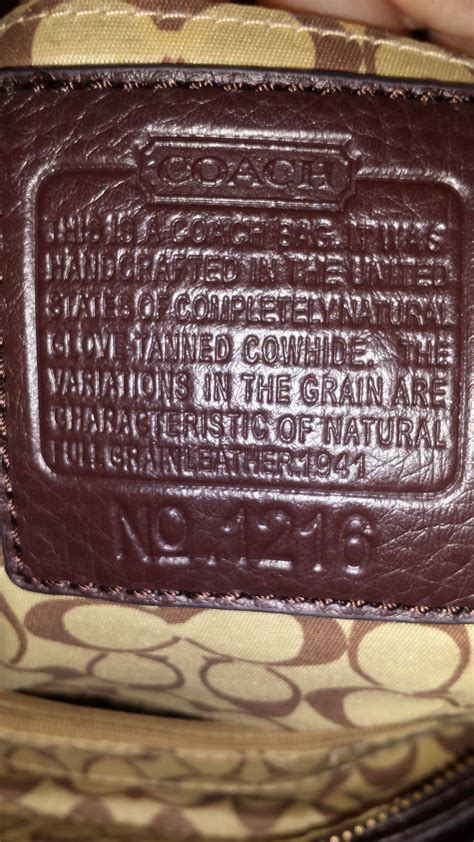 COACH
THIS IS A COACH BAG. IT WAS
HANDCRAFTED IN THE UNITED
STATES OF COMPLETELY NATURAL
GLOVE-TANNED COWHIDE. THE
VARIATIONS IN THE GRAIN ARE
CHARACTERISTIC OF NATURAL
FULL GRAIN LEATHER.1941
No. 1216